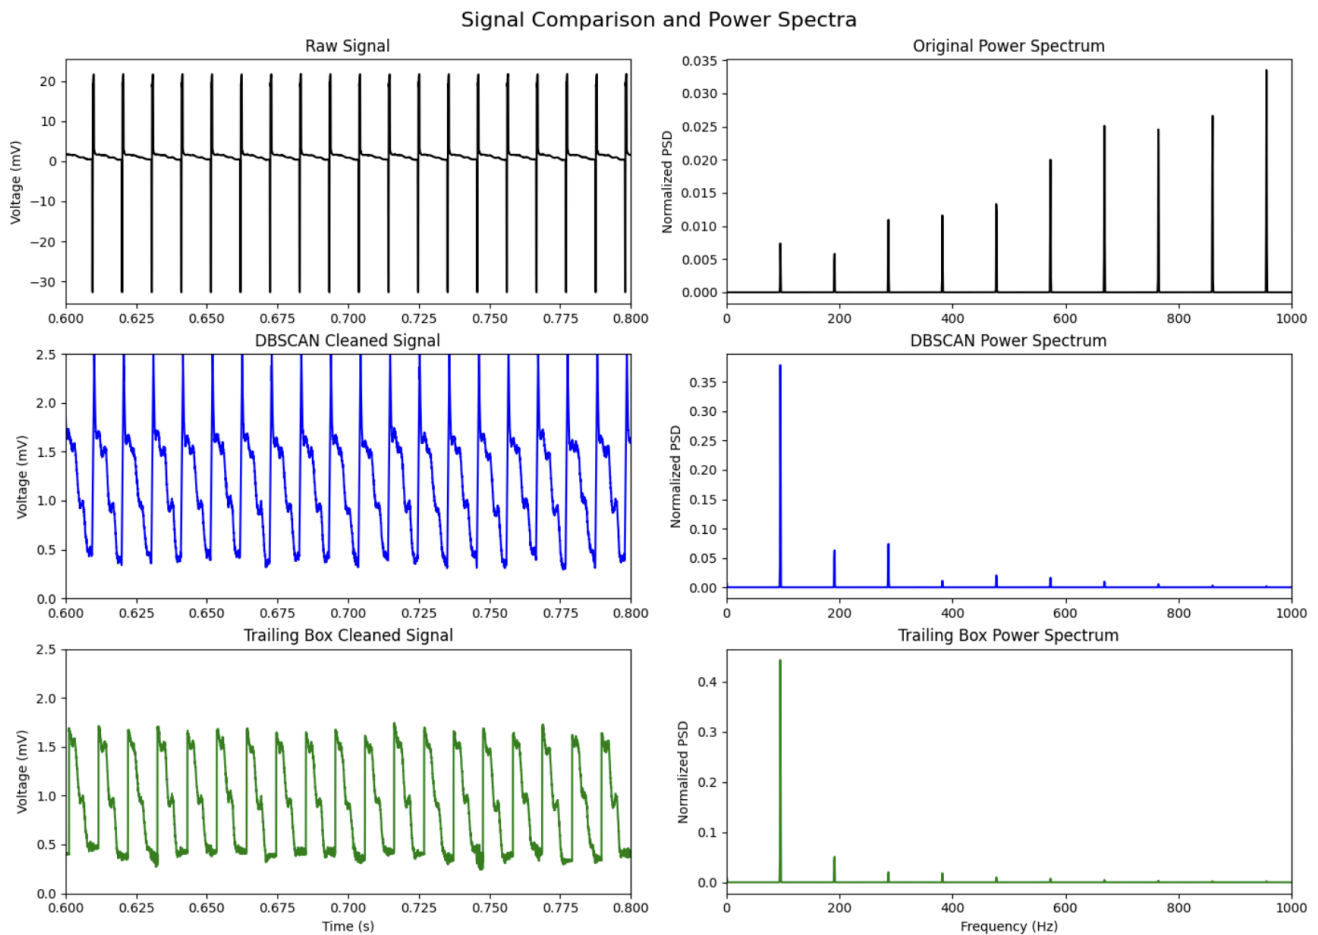 Signal Comparison and Power Spectra
Raw Signal
Voltage (mV)
20
10
0
−10
−20
−30
0.600 0.625 0.650 0.675 0.700 0.725 0.750 0.775 0.800
Original Power Spectrum
Normalized PSD
0.035
0.030
0.025
0.020
0.015
0.010
0.005
0.000
0 200 400 600 800 1000
DBSCAN Cleaned Signal
Voltage (mV)
2.5
2.0
1.5
1.0
0.5
0.0
0.600 0.625 0.650 0.675 0.700 0.725 0.750 0.775 0.800
DBSCAN Power Spectrum
Normalized PSD
0.35
0.30
0.25
0.20
0.15
0.10
0.05
0.00
0 200 400 600 800 1000
Trailing Box Cleaned Signal
Voltage (mV)
2.5
2.0
1.5
1.0
0.5
0.0
0.600 0.625 0.650 0.675 0.700 0.725 0.750 0.775 0.800
Time (s)
Trailing Box Power Spectrum
Normalized PSD
0.4
0.3
0.2
0.1
0.0
0 200 400 600 800 1000
Frequency (Hz)